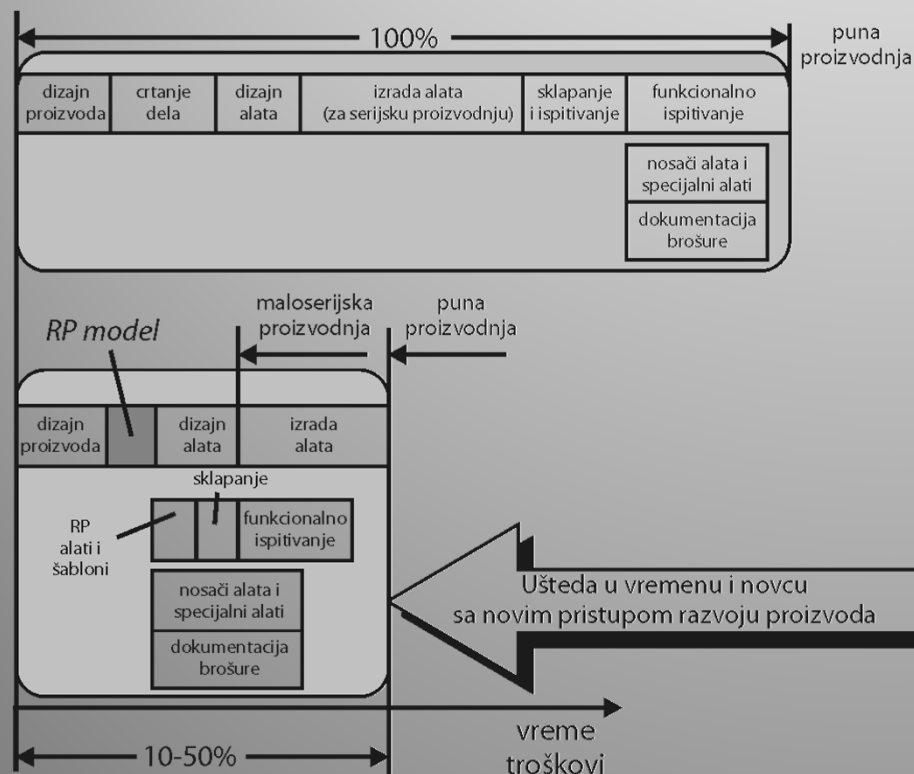 100%
puna
proizvodnja
dizajn
proizvoda
crtanje
dela
dizajn
alata
izrada alata
(za serijsku proizvodnju)
sklapanje
i ispitivanje
funkcionalno
ispitivanje
nosači alata i
specijalni alati
dokumentacija
brošure
RP model
maloserijska
proizvodnja
puna
proizvodnja
dizajn
proizvoda
dizajn
alata
izrada
alata
sklapanje
RP
alati i
šabloni
funkcionalno
ispitivanje
nosači alata i
specijalni alati
dokumentacija
brošure
Ušteda u vremenu i novcu
sa novim pristupom razvoju proizvoda
vreme
troškovi
10-50%